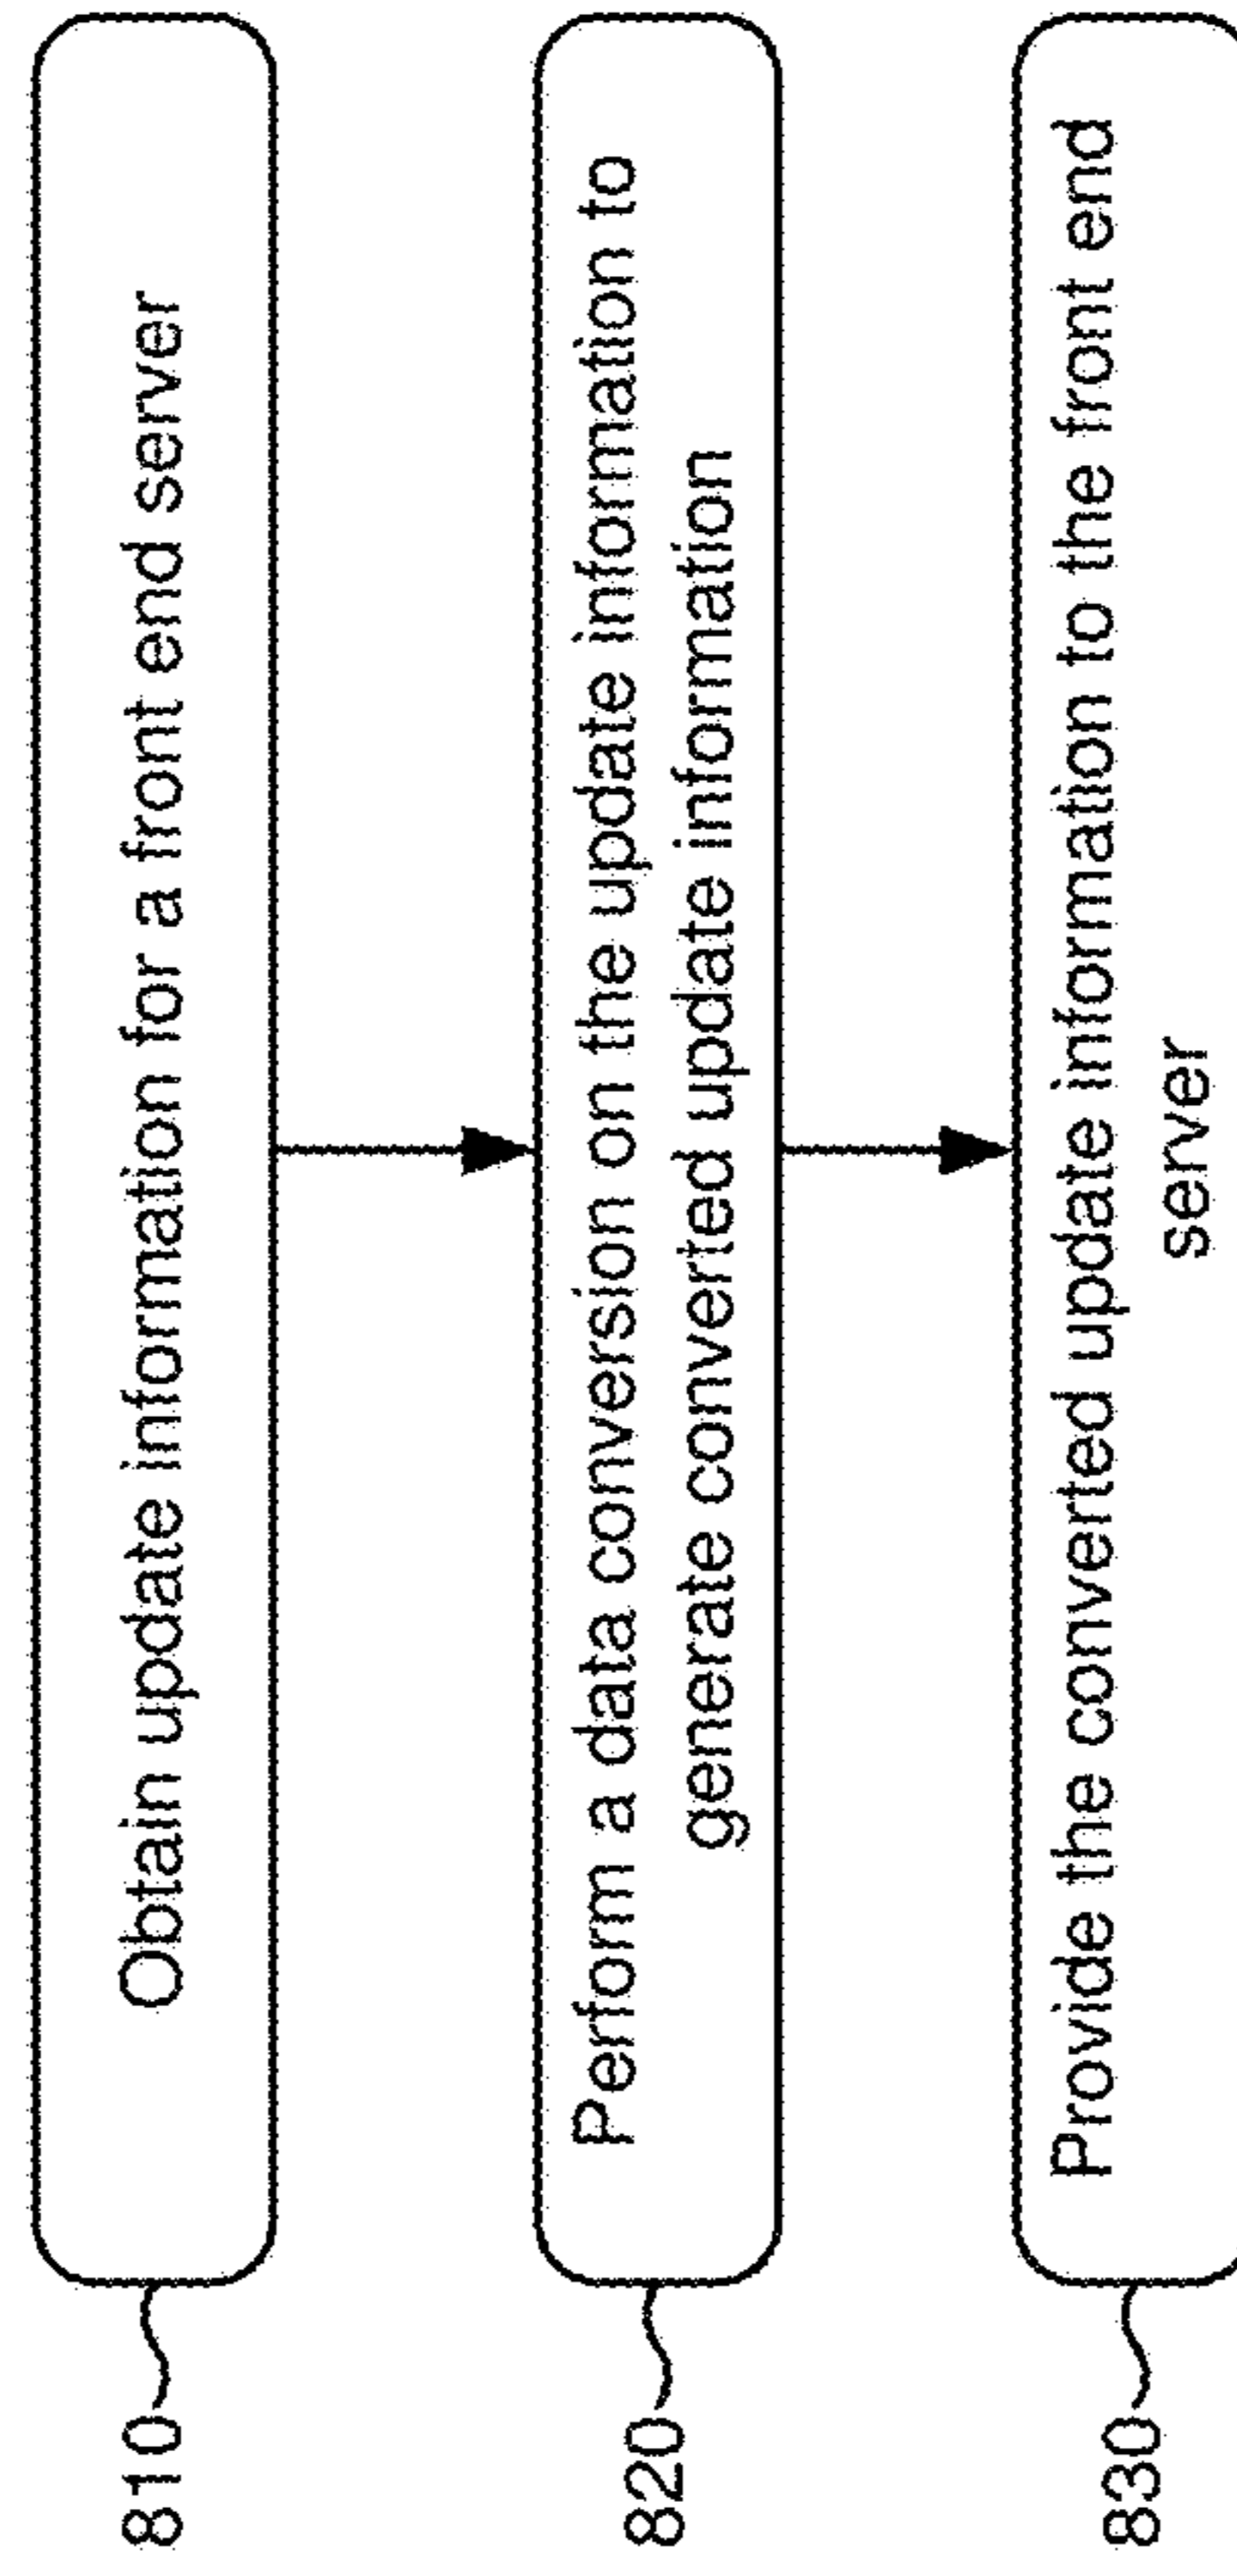 810
Obtain update information for a front end server
820
Perform a data conversion on the update information to
generate converted update information
830
Provide the converted update information to the front end
server